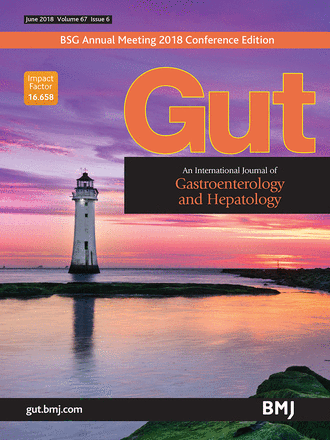 June 2018 Volume 67 Issue 6
BSG Annual Meeting 2018 Conference Edition
Impact
Factor
16.658
Gut
An International Journal of
Gastroenterology
and Hepatology
gut.bmj.com
BMJ